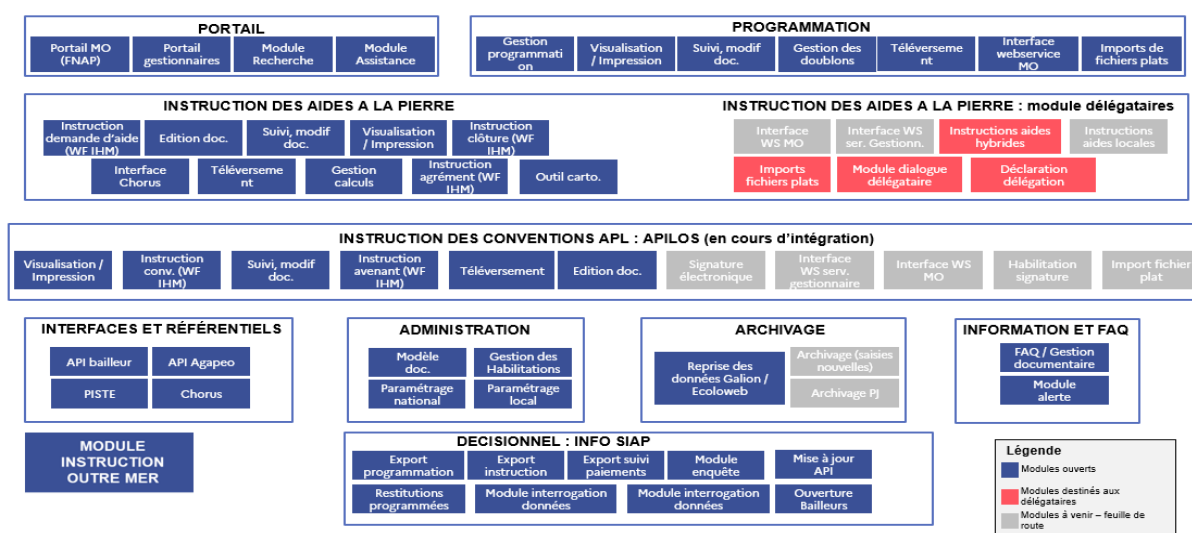 PORTAIL
Portail MO
(FNAP)
Portail
gestionnaires
Module
Recherche
Module
Assistance
PROGRAMMATION
Gestion
programmati
on
Visualisation
/ Impression
Suivi, modif
doc.
Gestion des
doublons
Téléverseme
nt
Interface
webservice
MO
Imports de
fichiers plats
INSTRUCTION DES AIDES A LA PIERRE
Instruction
demande d'aide
(WF IHM)
Edition doc.
Suivi, modif
doc.
Visualisation
/ Impression
Instruction
clôture (WF
IHM)
Interface
Chorus
Téléverseme
nt
Gestion
calculs
Instruction
agrément (WF
IHM)
Outil carto.
INSTRUCTION DES AIDES A LA PIERRE : module délégataires
Interface
WS MO
Interface WS
ser. Gestionn.
Instructions aides
hybrides
Instructions
aides locales
Imports
fichiers plats
Module dialogue
délégataire
Déclaration
délégation
INSTRUCTION DES CONVENTIONS APL : APILOS (en cours d'intégration)
Visualisation /
Impression
Instruction
conv. (WF
IHM)
Suivi, modif
doc.
Instruction
avenant (WF
IHM)
Téléversement
Edition doc.
Signature
électronique
Interface
WS serv.
gestionnaire
Interface WS
MO
Habilitation
signature
Import fichier
plat
INTERFACES ET RÉFÉRENTIELS
API bailleur
API Agapeo
PISTE
Chorus
ADMINISTRATION
Modèle
doc.
Gestion des
Habilitations
Paramétrage
national
Paramétrage
local
ARCHIVAGE
Reprise des
données Galion /
Ecoloweb
Archivage (saisies
nouvelles)
Archivage PJ
INFORMATION ET FAQ
FAQ / Gestion
documentaire
Module
alerte
MODULE
INSTRUCTION
OUTRE MER
DECISIONNEL : INFO SIAP
Export
programmation
Export
instruction
Export suivi
paiements
Module
enquête
Mise à jour
API
Restitutions
programmées
Module interrogation
données
Module interrogation
données
Ouverture
Bailleurs
Légende
Modules ouverts
Modules destinés aux
délégataires
Modules à venir – feuille de
route